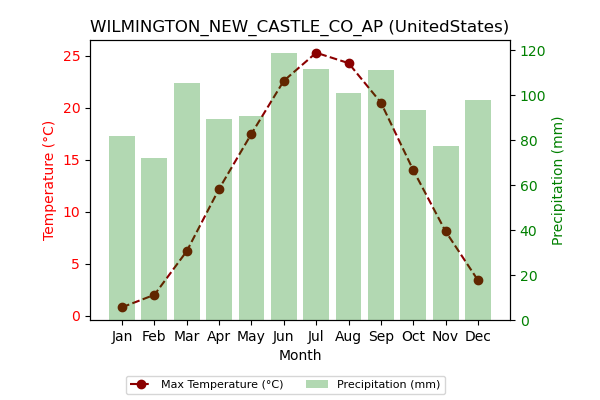 WILMINGTON_NEW_CASTLE_CO_AP (UnitedStates)
25
20
15
10
5
0
Temperature (°C)
120
100
80
60
40
20
0
Precipitation (mm)
Jan Feb Mar Apr May Jun Jul Aug Sep Oct Nov Dec
Month
Max Temperature (°C) Precipitation (mm)